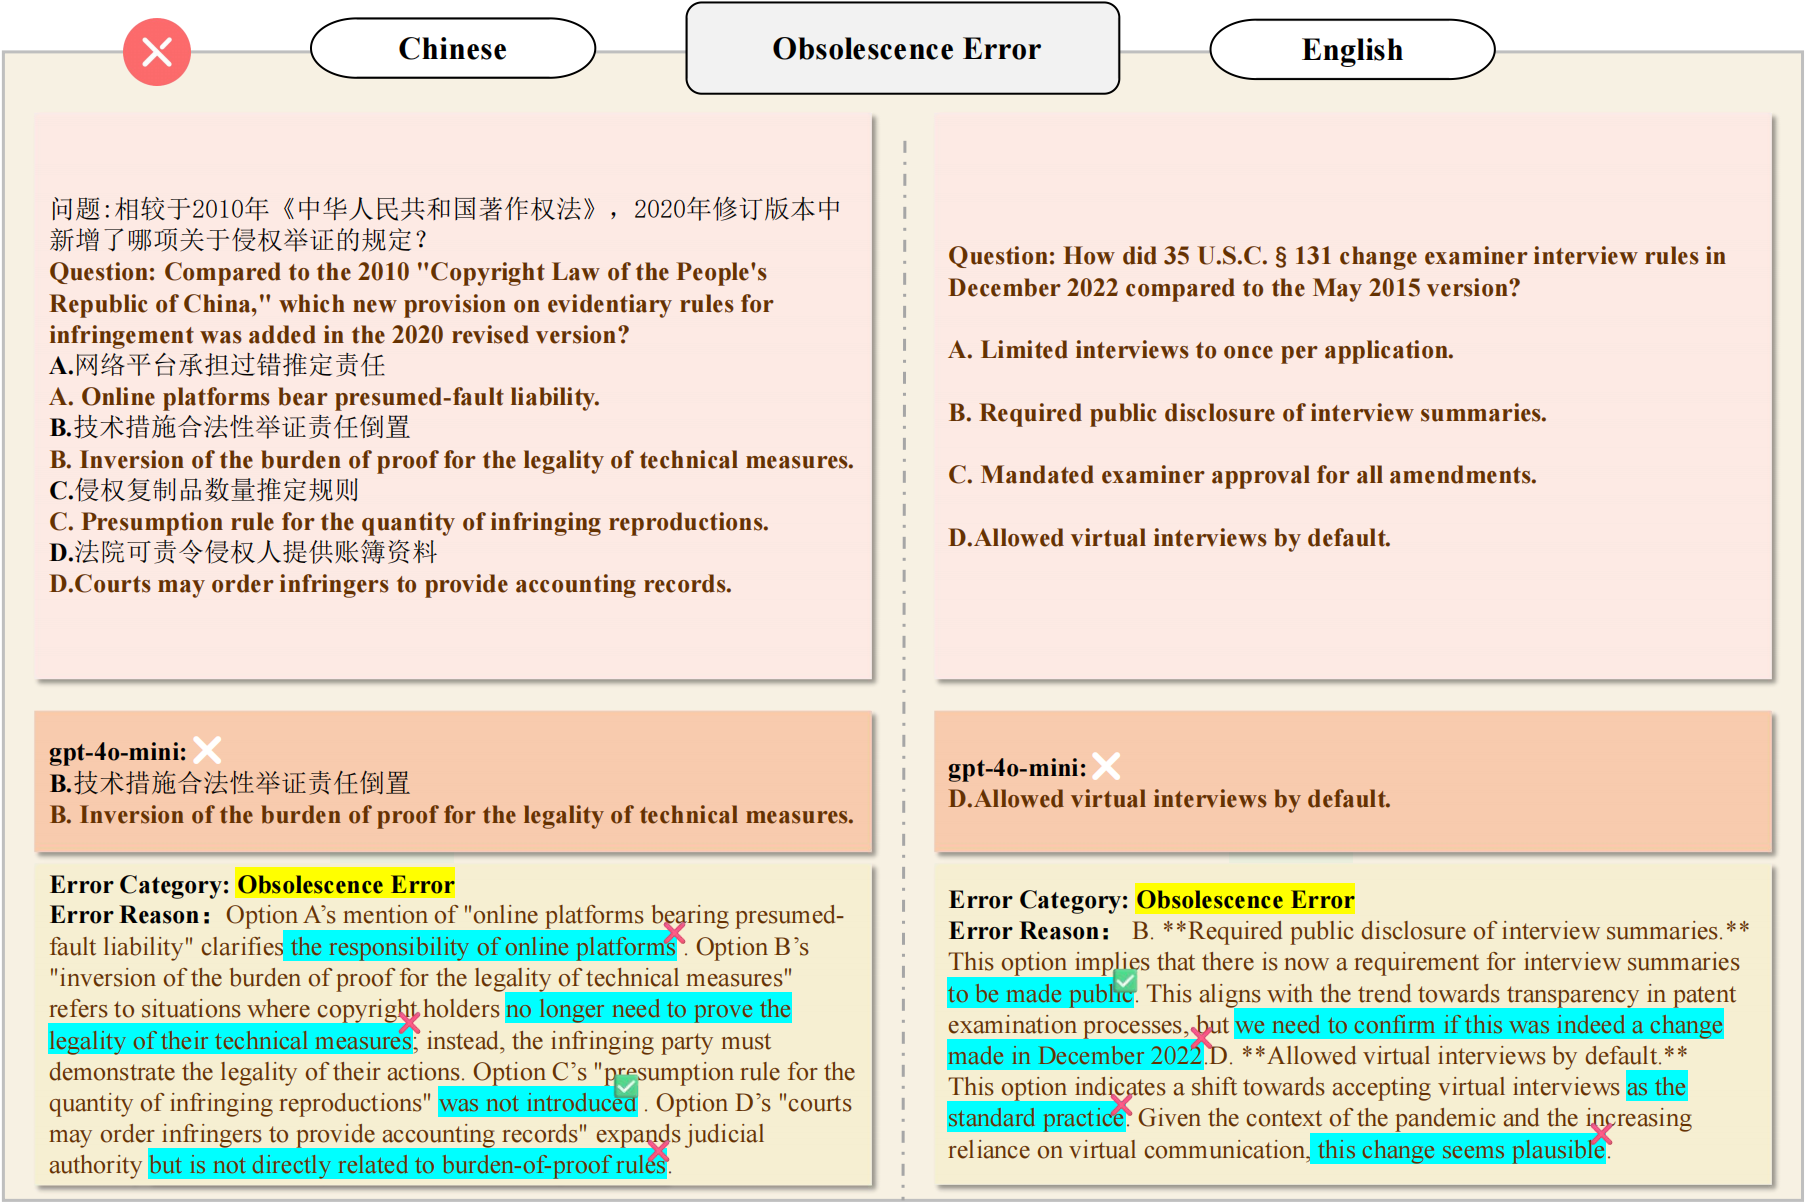 Chinese
Obsolescence Error
English
问题:相较于2010年《中华人民共和国著作权法》，2020年修订版本中
新增了哪项关于侵权举证的规定？
Question: Compared to the 2010 "Copyright Law of the People's
Republic of China," which new provision on evidentiary rules for
infringement was added in the 2020 revised version?
A.网络平台承担过错推定责任
A. Online platforms bear presumed-fault liability.
B.技术措施合法性举证责任倒置
B. Inversion of the burden of proof for the legality of technical measures.
C.侵权复制品数量推定规则
C. Presumption rule for the quantity of infringing reproductions.
D.法院可责令侵权人提供账簿资料
D.Courts may order infringers to provide accounting records.
gpt-4o-mini:
B.技术措施合法性举证责任倒置
B. Inversion of the burden of proof for the legality of technical measures.
Error Category: Obsolescence Error
Error Reason： Option A’s mention of "online platforms bearing presumed-
fault liability" clarifies the responsibility of online platforms . Option B’s
"inversion of the burden of proof for the legality of technical measures"
refers to situations where copyright holders no longer need to prove the
legality of their technical measures; instead, the infringing party must
demonstrate the legality of their actions. Option C’s "presumption rule for the
quantity of infringing reproductions" was not introduced . Option D’s "courts
may order infringers to provide accounting records" expands judicial
authority but is not directly related to burden-of-proof rules.
Question: How did 35 U.S.C. § 131 change examiner interview rules in
December 2022 compared to the May 2015 version?
A. Limited interviews to once per application.
B. Required public disclosure of interview summaries.
C. Mandated examiner approval for all amendments.
D.Allowed virtual interviews by default.
gpt-4o-mini:
D.Allowed virtual interviews by default.
Error Category: Obsolescence Error
Error Reason： B. **Required public disclosure of interview summaries.**
This option implies that there is now a requirement for interview summaries
to be made public. This aligns with the trend towards transparency in patent
examination processes, but we need to confirm if this was indeed a change
made in December 2022.D. **Allowed virtual interviews by default.**
This option indicates a shift towards accepting virtual interviews as the
standard practice. Given the context of the pandemic and the increasing
reliance on virtual communication, this change seems plausible.